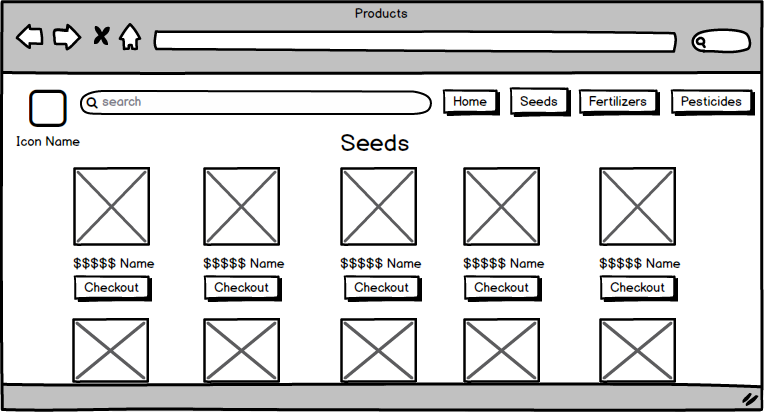 Products
search
Home
Seeds
Fertilizers
Pesticides
Icon Name
Seeds
$$$$$ Name
$$$$$ Name
$$$$$ Name
$$$$$ Name
$$$$$ Name
Checkout
Checkout
Checkout
Checkout
Checkout